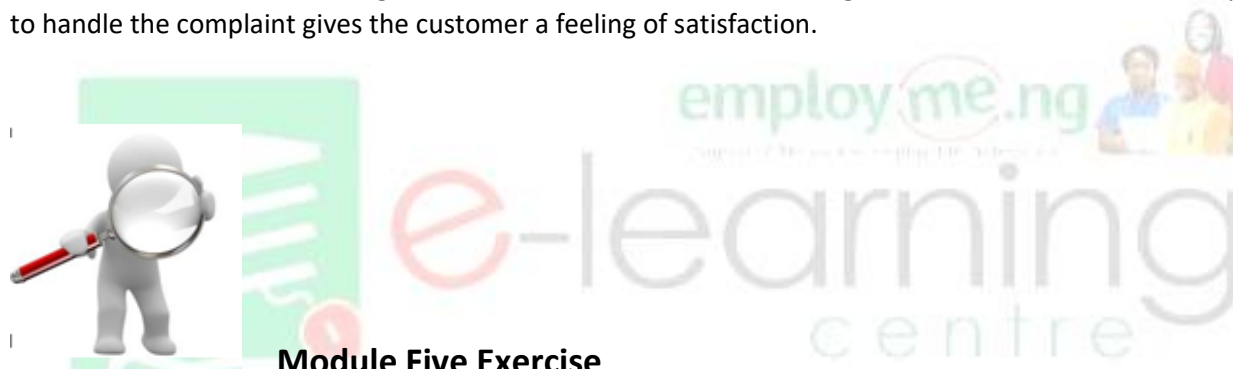 to handle the complaint gives the customer a feeling of satisfaction.
employ me.ng
e-learning
centre
Module Five Exercise